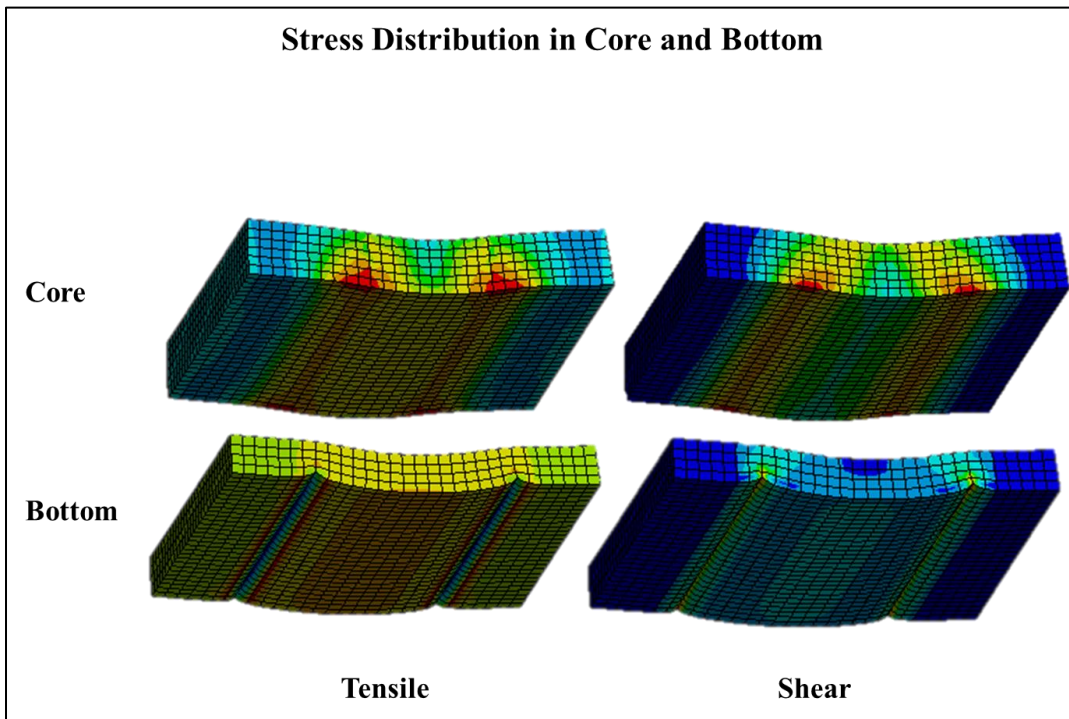 Stress Distribution in Core and Bottom
Core
Bottom
Tensile
Shear